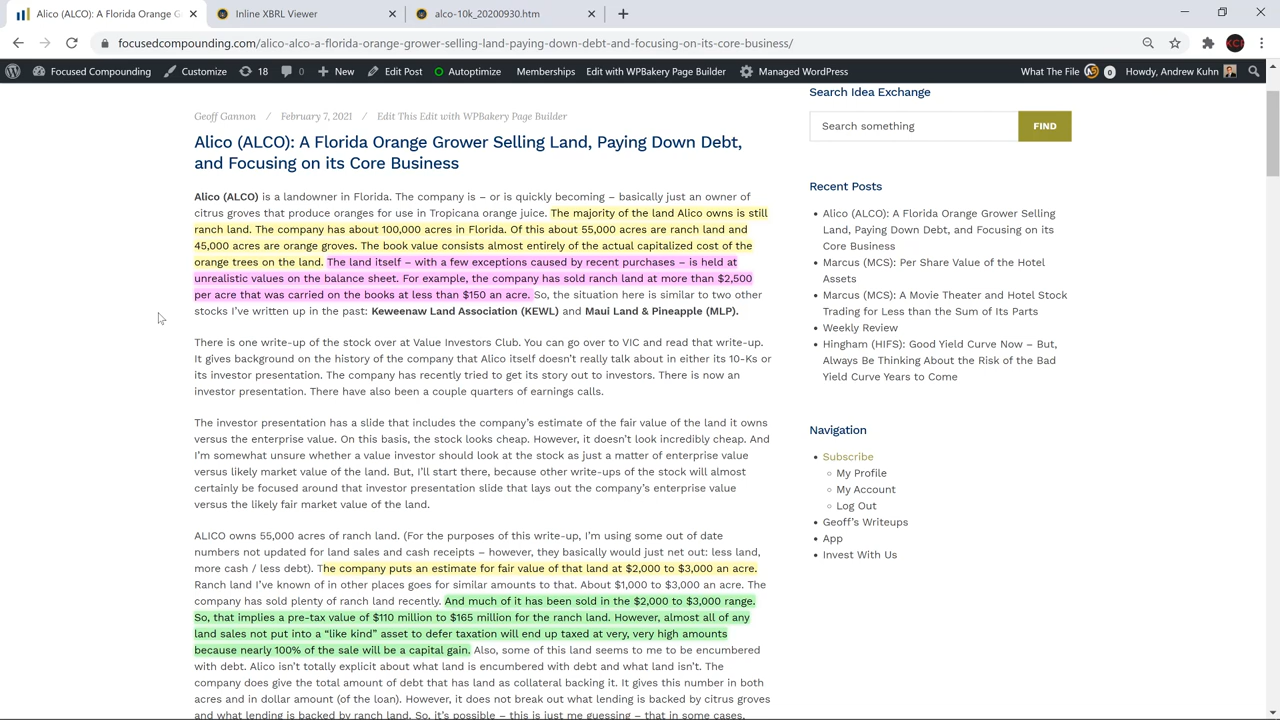 Alico (ALCO): A Florida Orange G
Inline XBRL Viewer
alco-10k_20200930.htm
focusedcompounding.com/alico-alco-a-florida-orange-grower-selling-land-paying-down-debt-and-focusing-on-its-core-business/
Focused Compounding
Customize
18
0
New
Edit Post
Autoptimize
Memberships
Edit with WPBakery Page Builder
Managed WordPress
What The File
0
Howdy, Andrew Kuhn
Geoff Gannon / February 7, 2021 / Edit This Edit with WPBakery Page Builder
Alico (ALCO): A Florida Orange Grower Selling Land, Paying Down Debt,
and Focusing on its Core Business
Alico (ALCO) is a landowner in Florida. The company is – or is quickly becoming – basically just an owner of
citrus groves that produce oranges for use in Tropicana orange juice. The majority of the land Alico owns is still
ranch land. The company has about 100,000 acres in Florida. Of this about 55,000 acres are ranch land and
45,000 acres are orange groves. The book value consists almost entirely of the actual capitalized cost of the
orange trees on the land. The land itself – with a few exceptions caused by recent purchases – is held at
unrealistic values on the balance sheet. For example, the company has sold ranch land at more than $2,500
per acre that was carried on the books at less than $150 an acre. So, the situation here is similar to two other
stocks I've written up in the past: Keweenaw Land Association (KEWL) and Maui Land & Pineapple (MLP).
There is one write-up of the stock over at Value Investors Club. You can go over to VIC and read that write-up.
It gives background on the history of the company that Alico itself doesn't really talk about in either its 10-Ks or
its investor presentation. The company has recently tried to get its story out to investors. There is now an
investor presentation. There have also been a couple quarters of earnings calls.
The investor presentation has a slide that includes the company's estimate of the fair value of the land it owns
versus the enterprise value. On this basis, the stock looks cheap. However, it doesn't look incredibly cheap. And
I'm somewhat unsure whether a value investor should look at the stock as just a matter of enterprise value
versus likely market value of the land. But, I'll start there, because other write-ups of the stock will almost
certainly be focused around that investor presentation slide that lays out the company's enterprise value
versus the likely fair market value of the land.
ALICO owns 55,000 acres of ranch land. (For the purposes of this write-up, I'm using some out of date
numbers not updated for land sales and cash receipts – however, they basically would just net out: less land,
more cash / less debt). The company puts an estimate for fair value of that land at $2,000 to $3,000 an acre.
Ranch land I've known of in other places goes for similar amounts to that. About $1,000 to $3,000 an acre. The
company has sold plenty of ranch land recently. And much of it has been sold in the $2,000 to $3,000 range.
So, that implies a pre-tax value of $110 million to $165 million for the ranch land. However, almost all of any
land sales not put into a “like kind” asset to defer taxation will end up taxed at very, very high amounts
because nearly 100% of the sale will be a capital gain. Also, some of this land seems to me to be encumbered
with debt. Alico isn't totally explicit about what land is encumbered with debt and what land isn't. The
company does give the total amount of debt that has land as collateral backing it. It gives this number in both
acres and in dollar amount (of the loan). However, it does not break out what lending is backed by citrus groves
and what lending is backed by ranch land. So, it's possible – this is just me guessing – that in some cases,
Search Idea Exchange
Search something
FIND
Recent Posts
Alico (ALCO): A Florida Orange Grower Selling
Land, Paying Down Debt, and Focusing on its
Core Business
Marcus (MCS): Per Share Value of the Hotel
Assets
Marcus (MCS): A Movie Theater and Hotel Stock
Trading for Less than the Sum of Its Parts
Weekly Review
Hingham (HIFS): Good Yield Curve Now – But,
Always Be Thinking About the Risk of the Bad
Yield Curve Years to Come
Navigation
Subscribe
My Profile
My Account
Log Out
Geoff's Writeups
App
Invest With Us